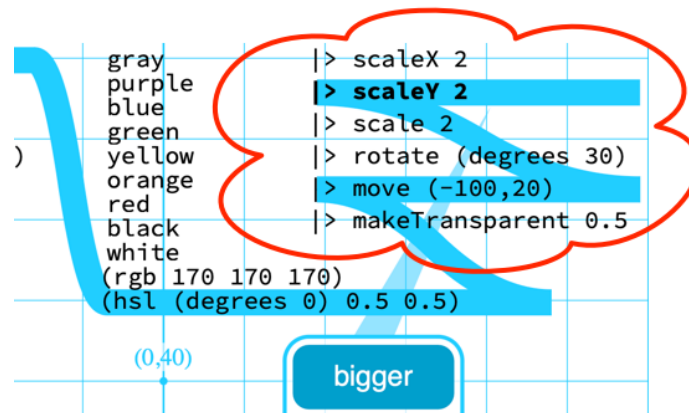 gray
purple
blue
green
yellow
orange
red
black
white
(rgb 170 170 170)
(hsl (degrees 0) 0.5 0.5)
|> scaleX 2
|> scaleY 2
|> scale 2
|> rotate (degrees 30)
|> move (-100,20)
|> makeTransparent 0.5
)
(0,40)
bigger